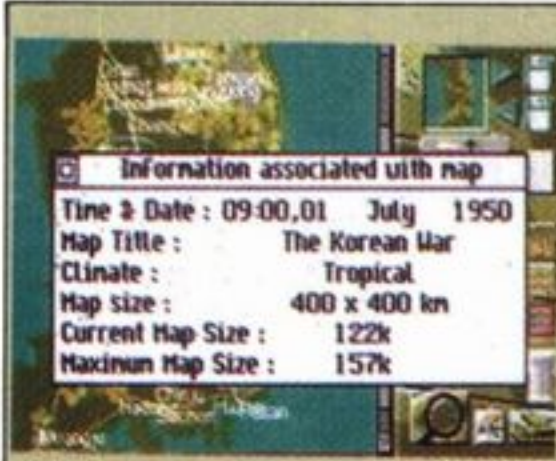 Information associated with map
Time & Date : 09:00,01 July 1950
Map Title : The Korean War
Climate : Tropical
Map size : 400 x 400 km
Current Map Size : 122k
Maximum Map Size : 157k